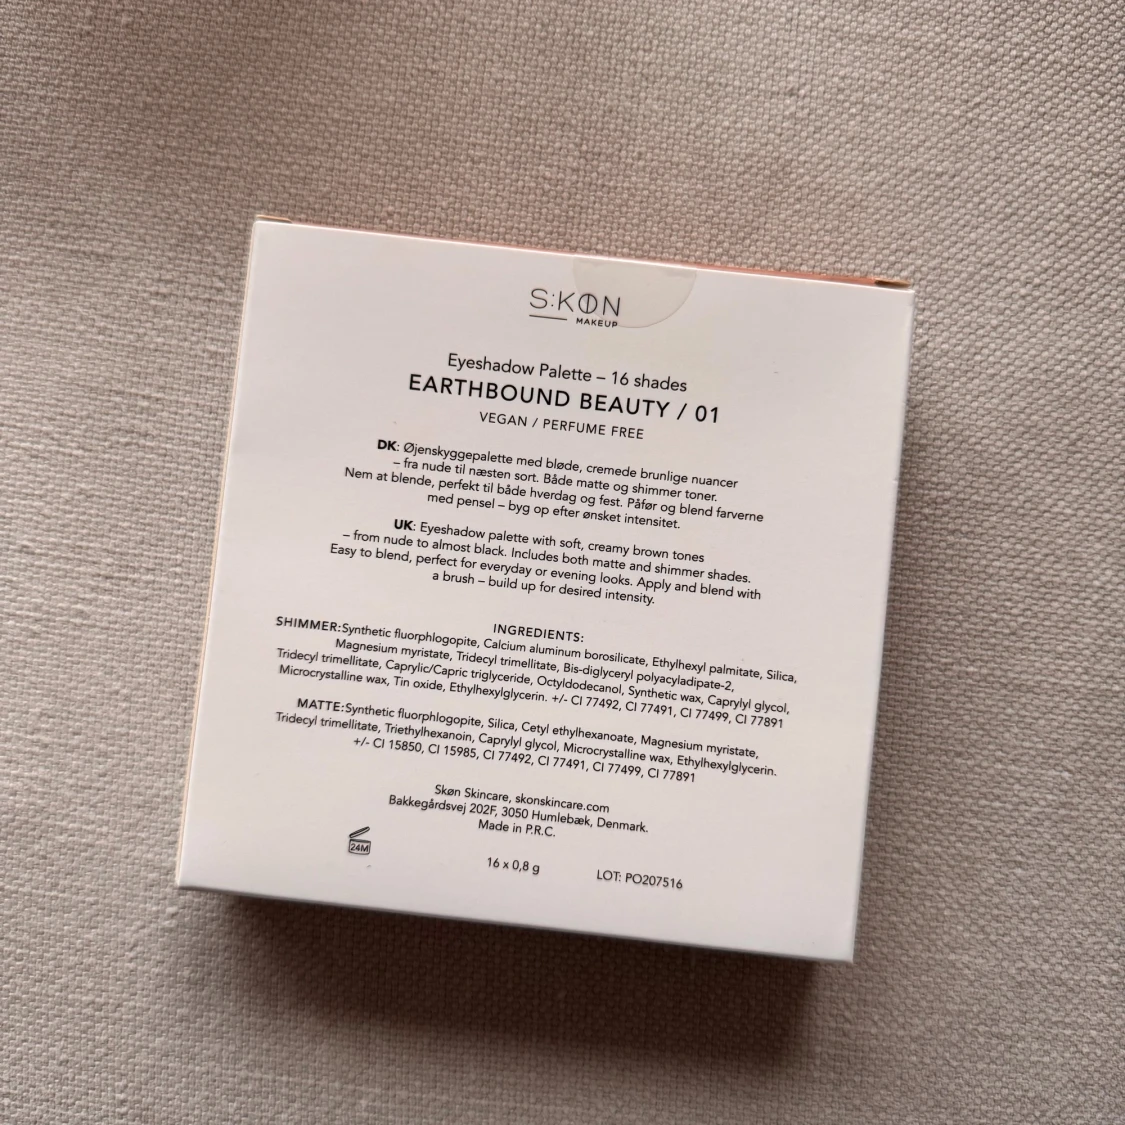 S:KØN
MAKEUP
Eyeshadow Palette – 16 shades
EARTHBOUND BEAUTY / 01
VEGAN / PERFUME FREE
DK: Øjenskyggepalette med bløde, cremede brunlige nuancer
– fra nude til næsten sort. Både matte og shimmer toner.
Nem at blende, perfekt til både hverdag og fest. Påfør og blend farverne
med pensel – byg op efter ønsket intensitet.
UK: Eyeshadow palette with soft, creamy brown tones
– from nude to almost black. Includes both matte and shimmer shades.
Easy to blend, perfect for everyday or evening looks. Apply and blend with
a brush – build up for desired intensity.
INGREDIENTS:
SHIMMER:Synthetic fluorphlogopite, Calcium aluminum borosilicate, Ethylhexyl palmitate, Silica,
Magnesium myristate, Tridecyl trimellitate, Bis-diglyceryl polyacyladipate-2,
Tridecyl trimellitate, Caprylic/Capric triglyceride, Octyldodecanol, Synthetic wax, Caprylyl glycol,
Microcrystalline wax, Tin oxide, Ethylhexylglycerin. +/- CI 77492, CI 77491, CI 77499, CI 77891
MATTE:Synthetic fluorphlogopite, Silica, Cetyl ethylhexanoate, Magnesium myristate,
Tridecyl trimellitate, Triethylhexanoin, Caprylyl glycol, Microcrystalline wax, Ethylhexylglycerin.
+/- CI 15850, CI 15985, CI 77492, CI 77491, CI 77499, CI 77891
Skøn Skincare, skonskincare.com
Bakkegårdsvej 202F, 3050 Humlebæk, Denmark.
Made in P.R.C.
24M
16 x 0,8 g LOT: PO207516